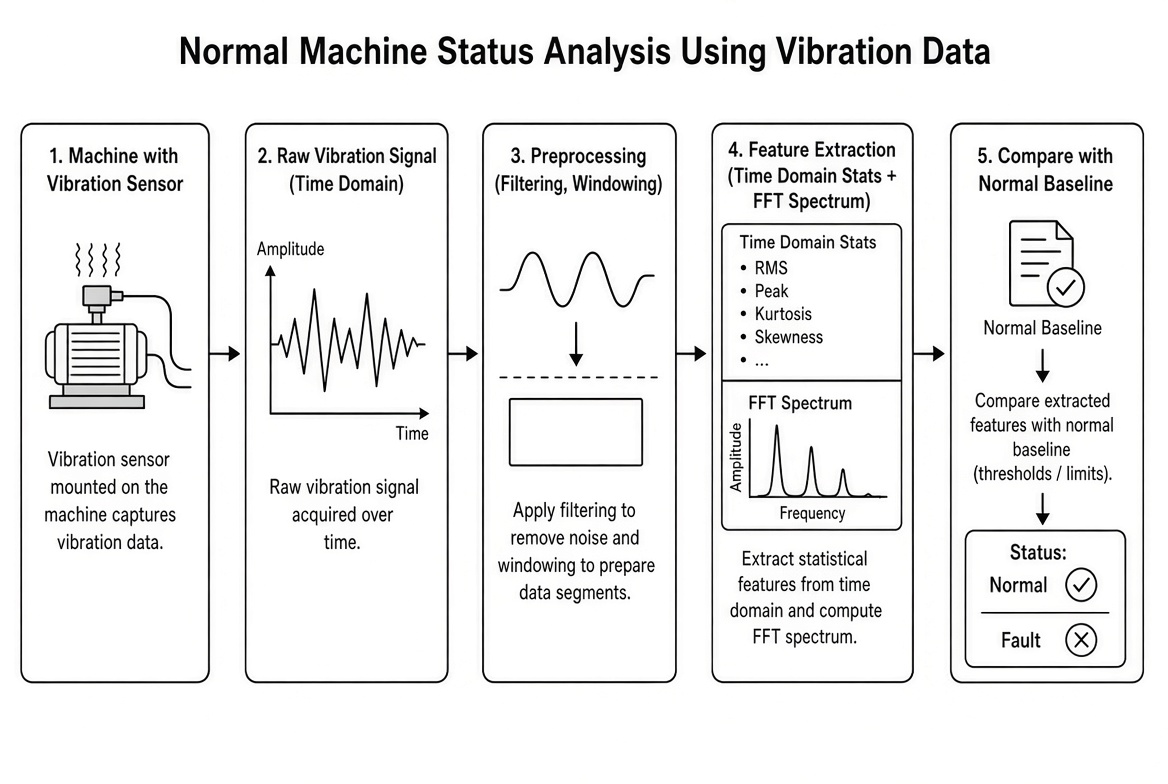 Normal Machine Status Analysis Using Vibration Data
1. Machine with
Vibration Sensor
Vibration sensor
mounted on the
machine captures
vibration data.
2. Raw Vibration Signal
(Time Domain)
Amplitude
Time
Raw vibration signal
acquired over
time.
3. Preprocessing
(Filtering, Windowing)
Apply filtering to
remove noise and
windowing to prepare
data segments.
4. Feature Extraction
(Time Domain Stats +
FFT Spectrum)
Time Domain Stats
• RMS
• Peak
• Kurtosis
• Skewness
• ...
FFT Spectrum
Amplitude
Frequency
Extract statistical
features from time
domain and compute
FFT spectrum.
5. Compare with
Normal Baseline
Normal Baseline
Compare extracted
features with normal
baseline
(thresholds / limits).
Status:
Normal
Fault